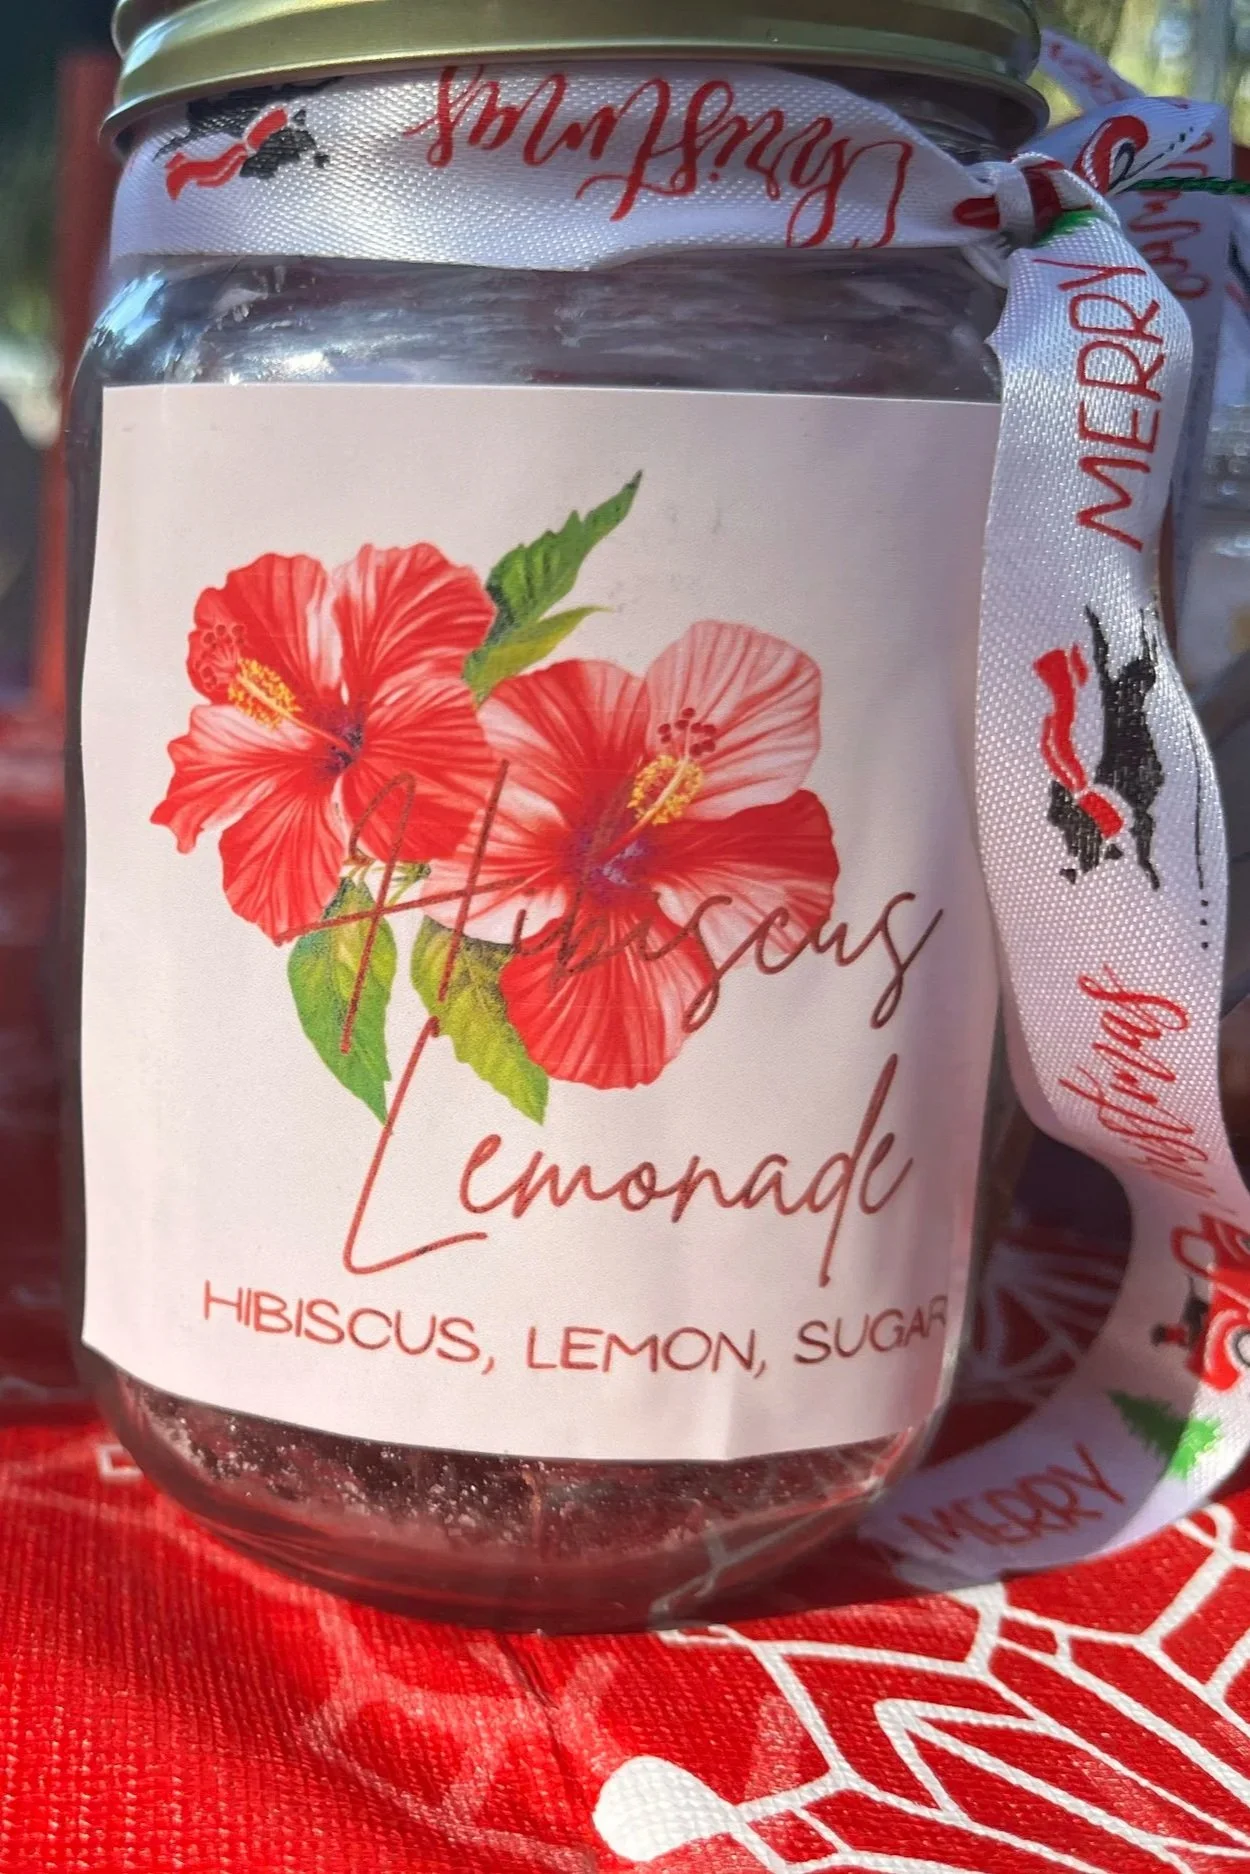 Christmas
MERRY
Christmas
MERRY
Hibiscus
Lemonade
HIBISCUS, LEMON, SUGAR